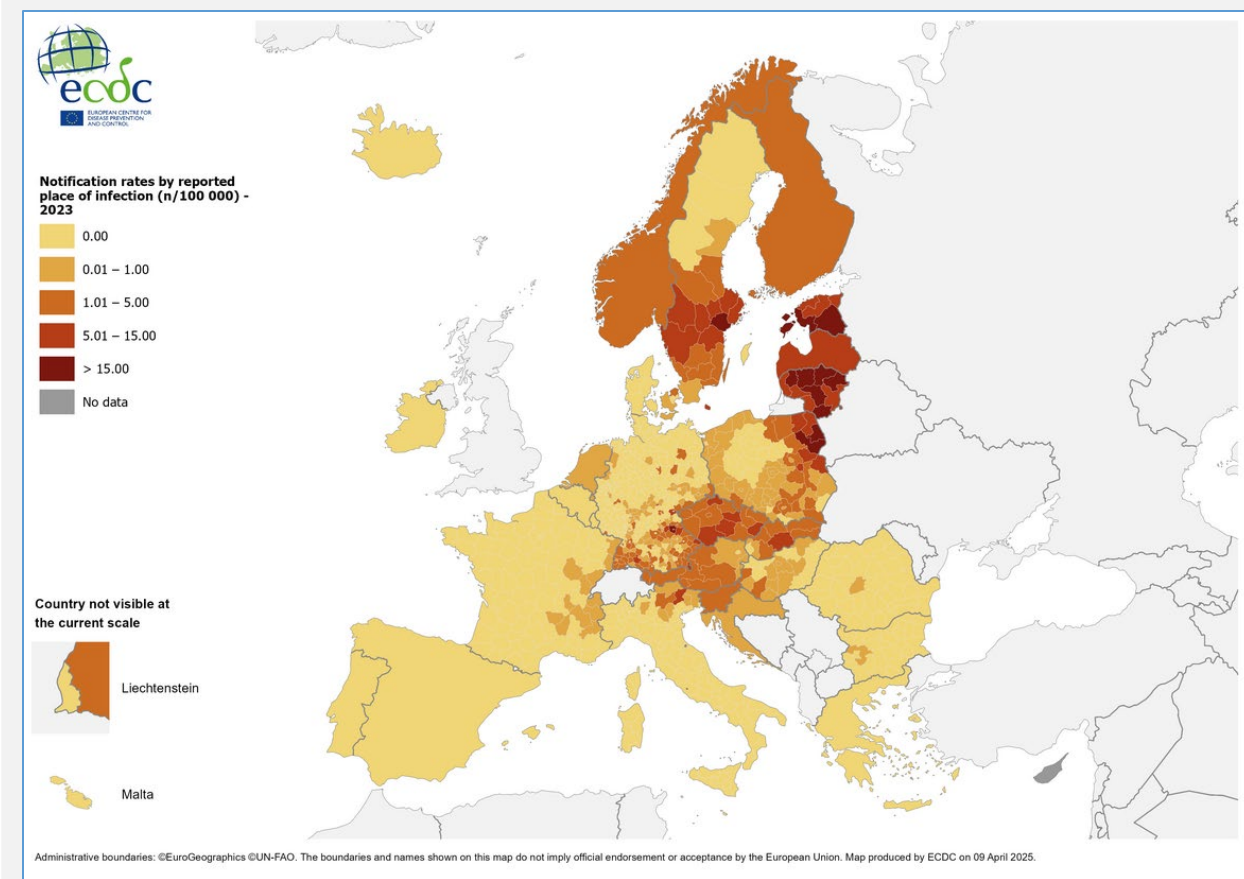 ecdc
EUROPEAN CENTRE FOR
DISEASE PREVENTION
AND CONTROL
Notification rates by reported
place of infection (n/100 000) -
2023
0.00
0.01 – 1.00
1.01 – 5.00
5.01 – 15.00
> 15.00
No data
Country not visible at
the current scale
Liechtenstein
Malta
Administrative boundaries: ©EuroGeographics ©UN-FAO. The boundaries and names shown on this map do not imply official endorsement or acceptance by the European Union. Map produced by ECDC on 09 April 2025.